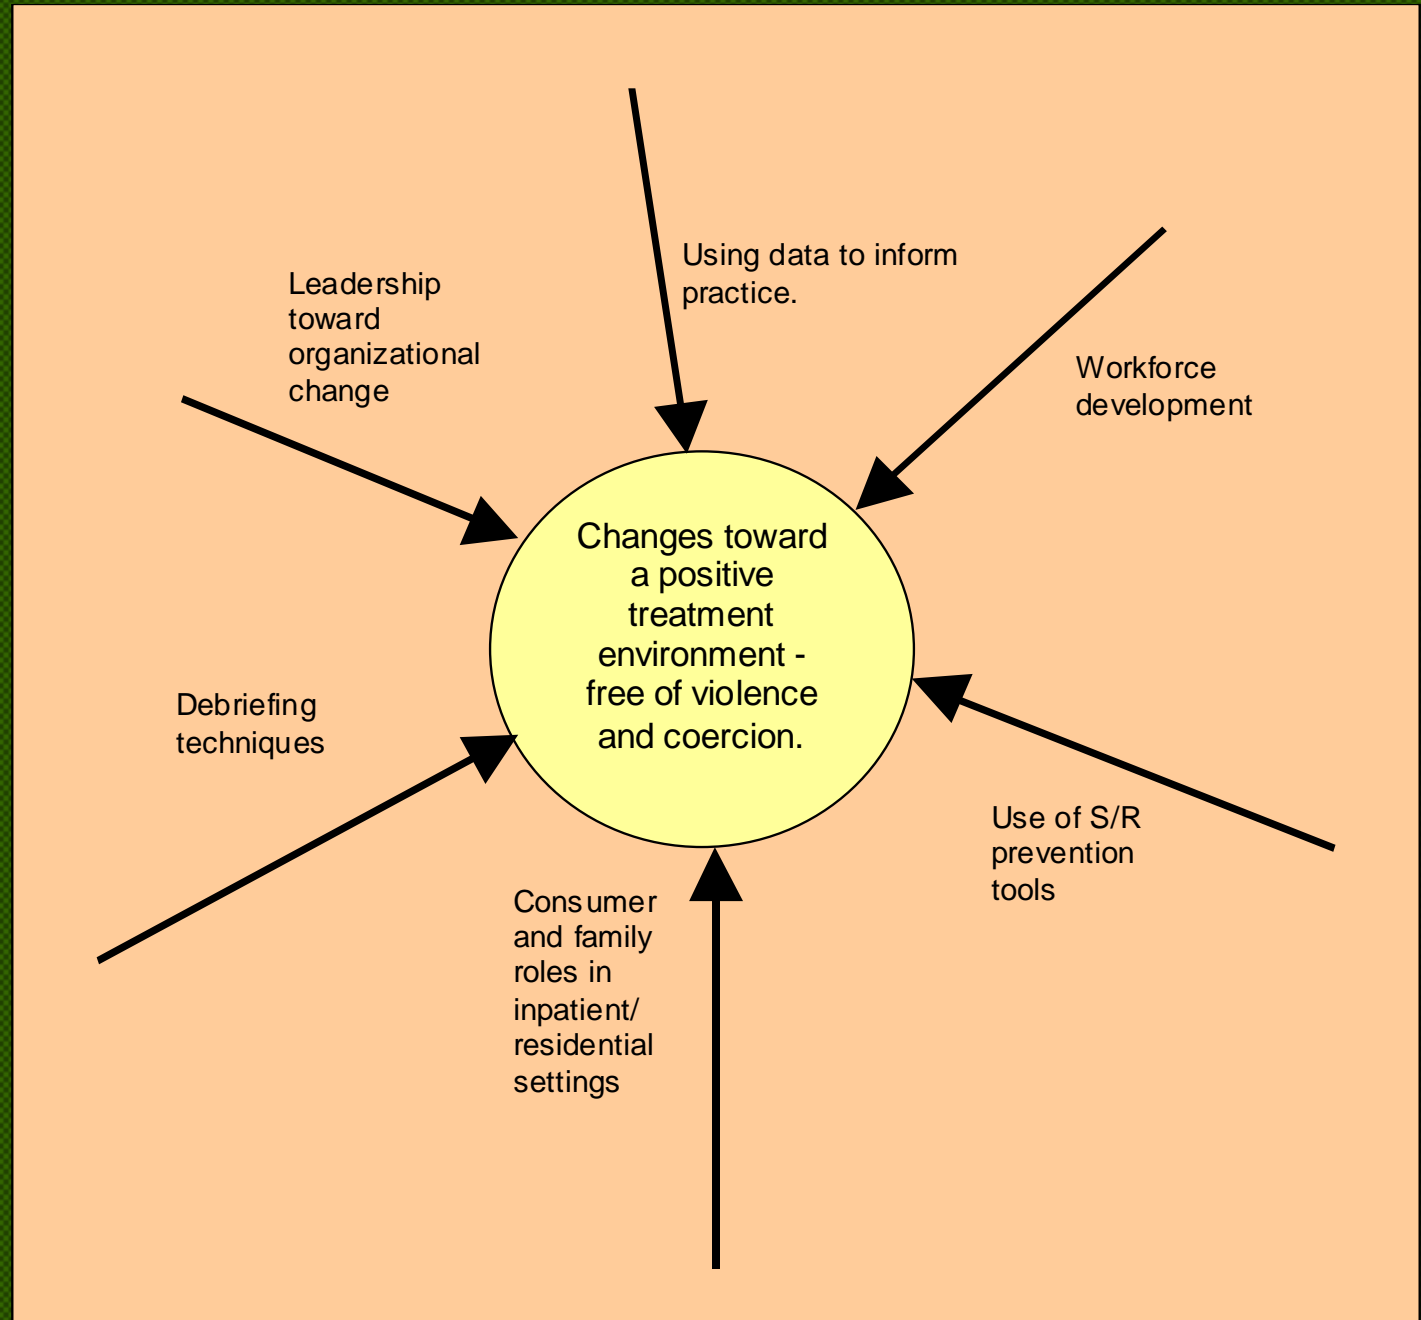 Using data to inform
practice.
Leadership
toward
organizational
change
Workforce
development
Changes toward
a positive
treatment
environment -
free of violence
and coercion.
Debriefing
techniques
Use of S/R
prevention
tools
Consumer
and family
roles in
inpatient/
residential
settings